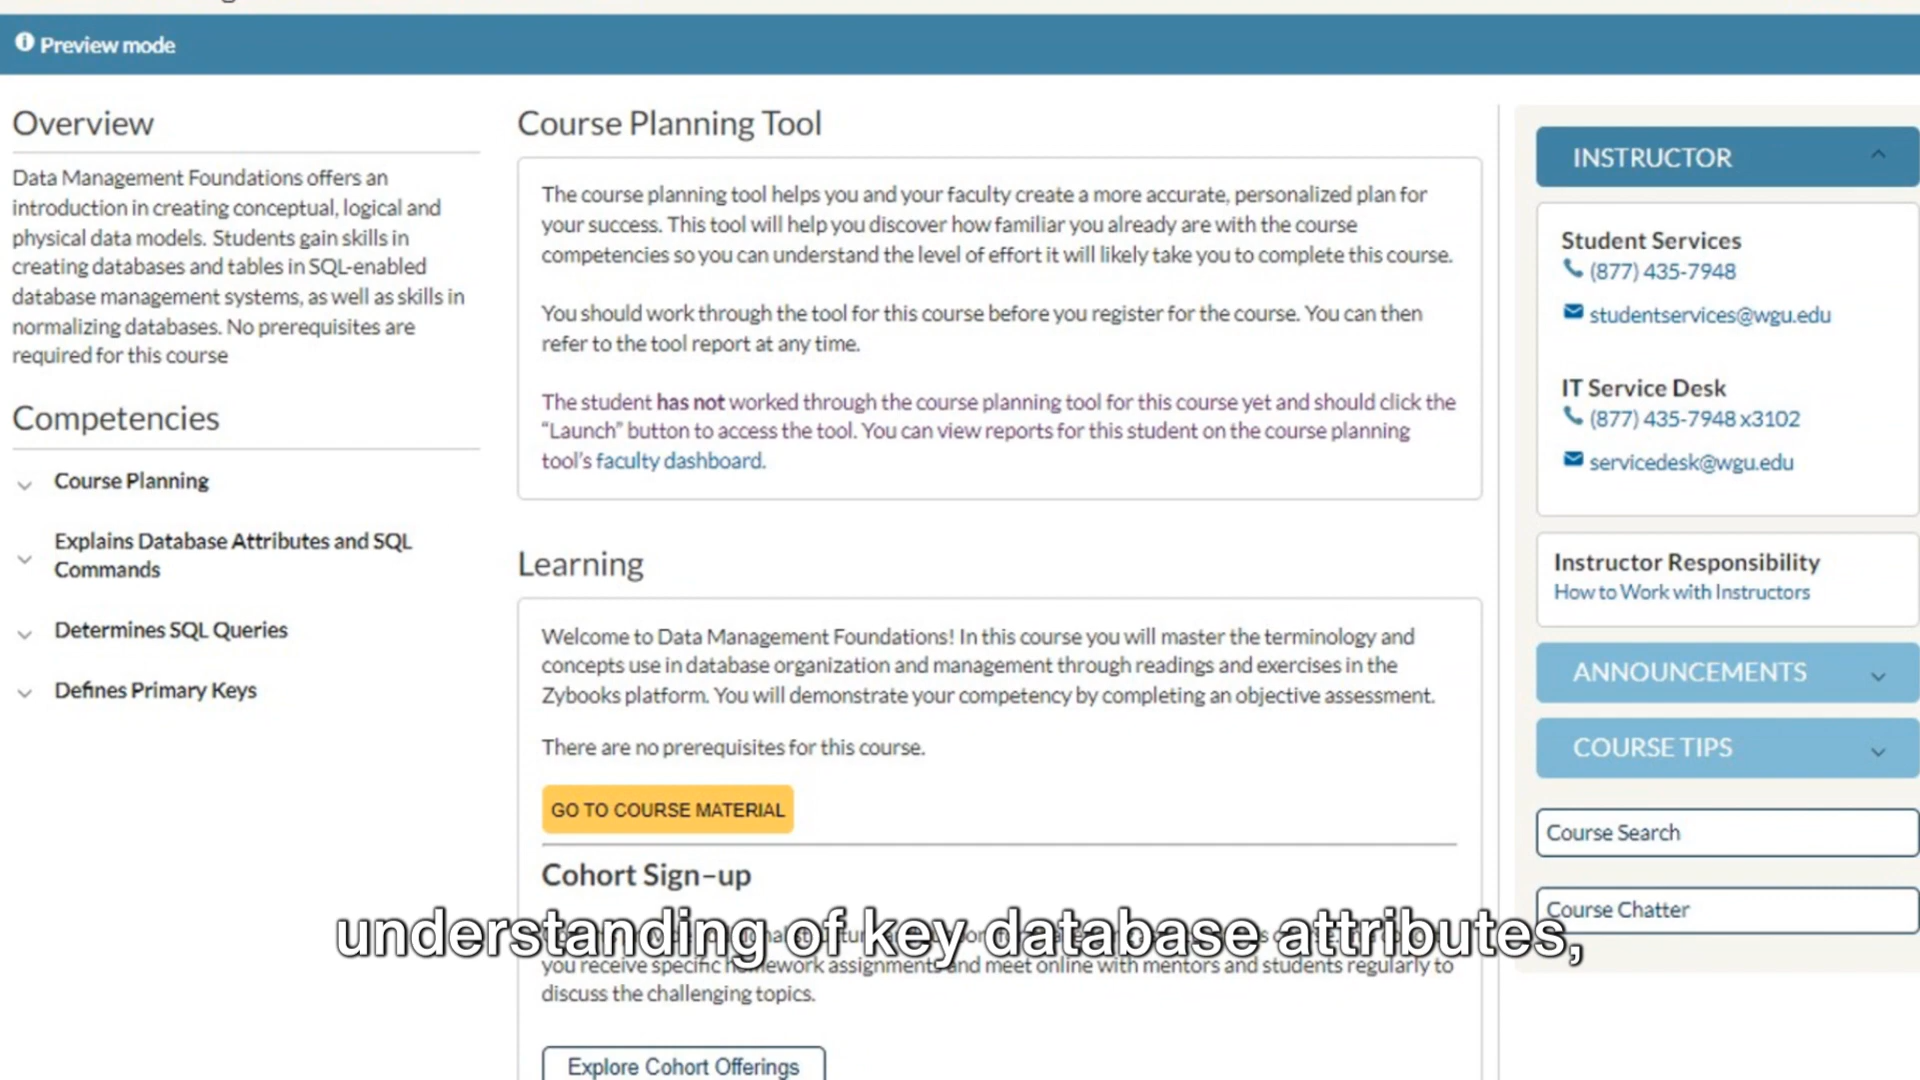 Preview mode
Overview
Data Management Foundations offers an
introduction in creating conceptual, logical and
physical data models. Students gain skills in
creating databases and tables in SQL-enabled
database management systems, as well as skills in
normalizing databases. No prerequisites are
required for this course
Competencies
Course Planning
Explains Database Attributes and SQL
Commands
Determines SQL Queries
Defines Primary Keys
Course Planning Tool
The course planning tool helps you and your faculty create a more accurate, personalized plan for
your success. This tool will help you discover how familiar you already are with the course
competencies so you can understand the level of effort it will likely take you to complete this course.
You should work through the tool for this course before you register for the course. You can then
refer to the tool report at any time.
The student has not worked through the course planning tool for this course yet and should click the
“Launch” button to access the tool. You can view reports for this student on the course planning
tool’s faculty dashboard.
Learning
Welcome to Data Management Foundations! In this course you will master the terminology and
concepts use in database organization and management through readings and exercises in the
Zybooks platform. You will demonstrate your competency by completing an objective assessment.
There are no prerequisites for this course.
GO TO COURSE MATERIAL
Cohort Sign-up
you receive specific homework assignments and meet online with mentors and students regularly to
discuss the challenging topics.
Explore Cohort Offerings
INSTRUCTOR
Student Services
(877) 435-7948
studentservices@wgu.edu
IT Service Desk
(877) 435-7948 x3102
servicedesk@wgu.edu
Instructor Responsibility
How to Work with Instructors
ANNOUNCEMENTS
COURSE TIPS
Course Search
Course Chatter
understanding of key database attributes,